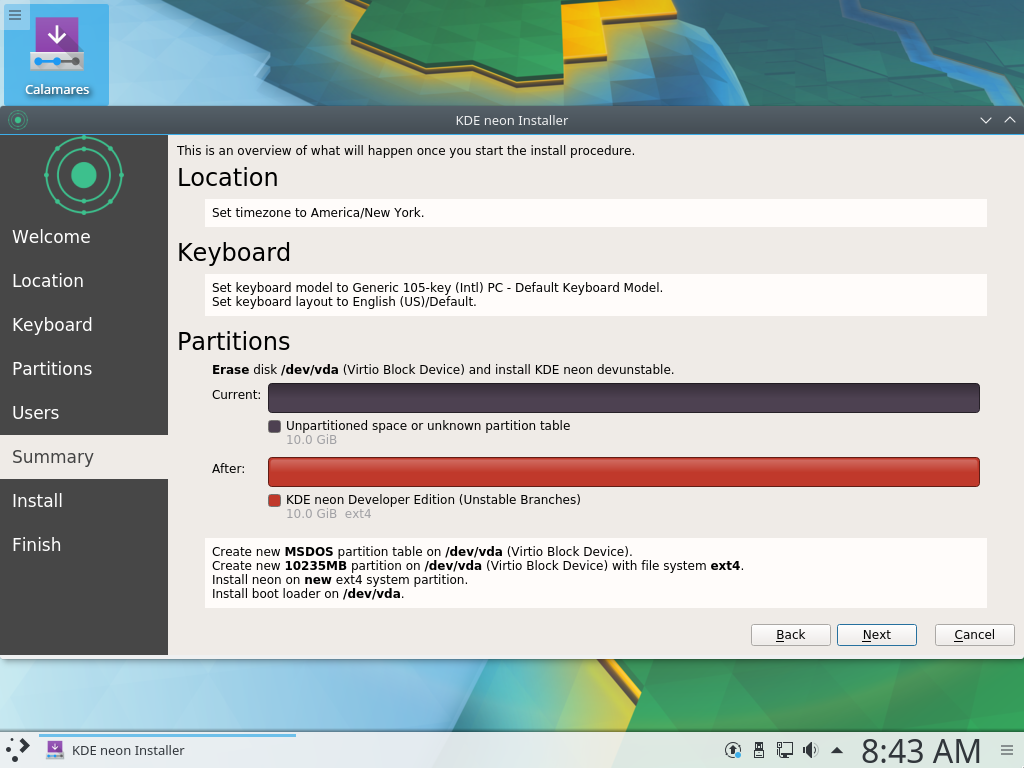 Calamares
KDE neon Installer
Welcome
Location
Keyboard
Partitions
Users
Summary
Install
Finish
This is an overview of what will happen once you start the install procedure.
Location
Set timezone to America/New York.
Keyboard
Set keyboard model to Generic 105-key (Intl) PC - Default Keyboard Model.
Set keyboard layout to English (US)/Default.
Partitions
Erase disk /dev/vda (Virtio Block Device) and install KDE neon devunstable.
Current:
Unpartitioned space or unknown partition table
10.0 GiB
After:
KDE neon Developer Edition (Unstable Branches)
10.0 GiB ext4
Create new MSDOS partition table on /dev/vda (Virtio Block Device).
Create new 10235MB partition on /dev/vda (Virtio Block Device) with file system ext4.
Install neon on new ext4 system partition.
Install boot loader on /dev/vda.
Back Next Cancel
KDE neon Installer
8:43 AM